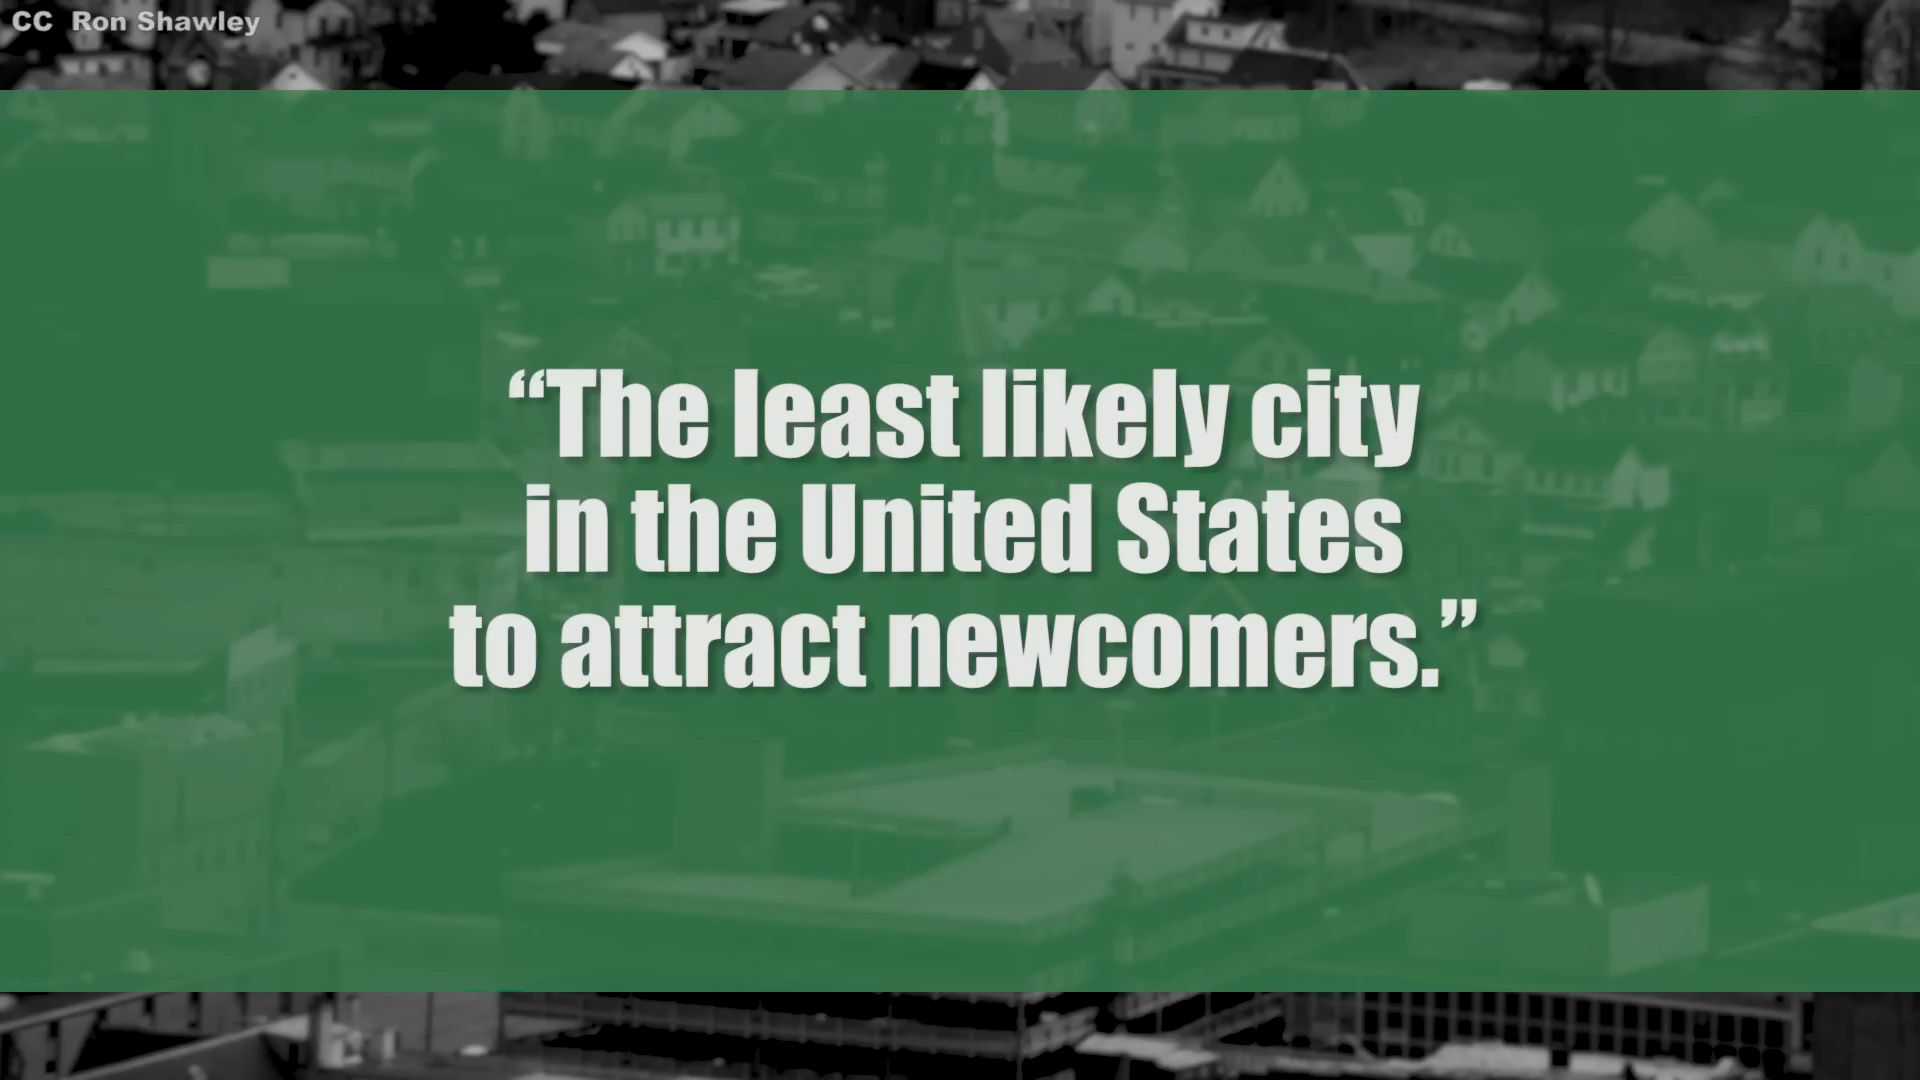 CC Ron Shawley
“The least likely city
in the United States
to attract newcomers.”